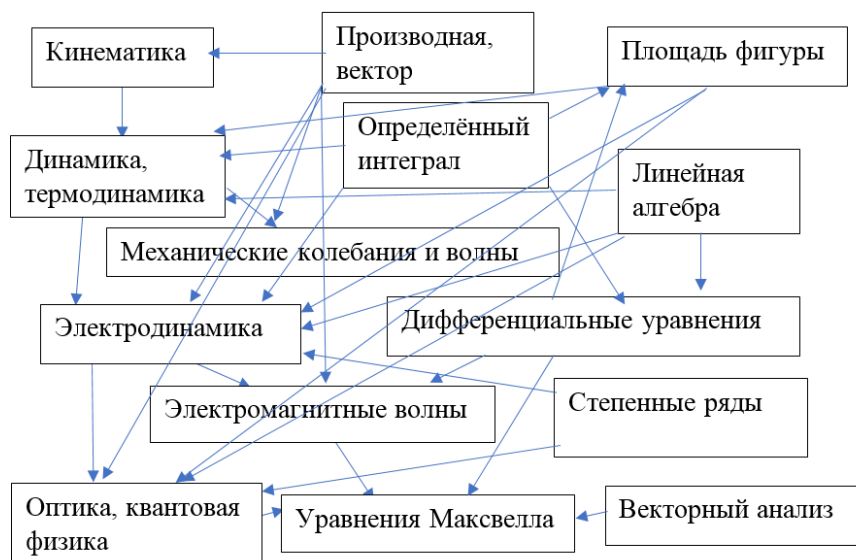 Кинематика
Производная,
вектор
Площадь фигуры
Определённый
интеграл
Динамика,
термодинамика
Линейная
алгебра
Механические колебания и волны
Электродинамика
Дифференциальные уравнения
Электромагнитные волны
Степенные ряды
Оптика, квантовая
физика
Уравнения Максвелла
Векторный анализ